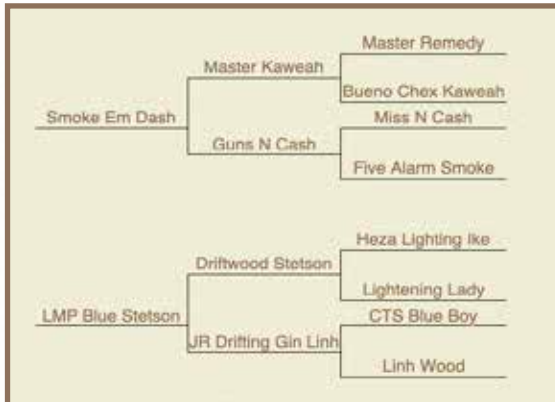 Master Remedy
Master Kaweah
Bueno Chex Kaweah
Smoke Em Dash
Miss N Cash
Guns N Cash
Five Alarm Smoke
Heza Lighting Ike
Driftwood Stetson
Lightening Lady
LMP Blue Stetson
CTS Blue Boy
JR Drifting Gin Linh
Linh Wood